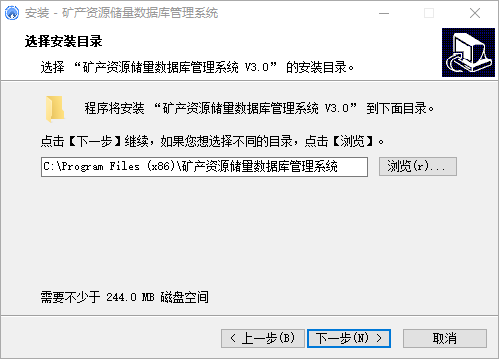 安装 - 矿产资源储量数据库管理系统
选择安装目录
选择 “矿产资源储量数据库管理系统 V3.0” 的安装目录。
程序将安装 “矿产资源储量数据库管理系统 V3.0” 到下面目录。
点击【下一步】继续，如果您想选择不同的目录，点击【浏览】。
C:\Program Files (x86)\矿产资源储量数据库管理系统
浏览(r)...
需要不少于 244.0 MB 磁盘空间
< 上一步(B)
下一步(N) >
取消